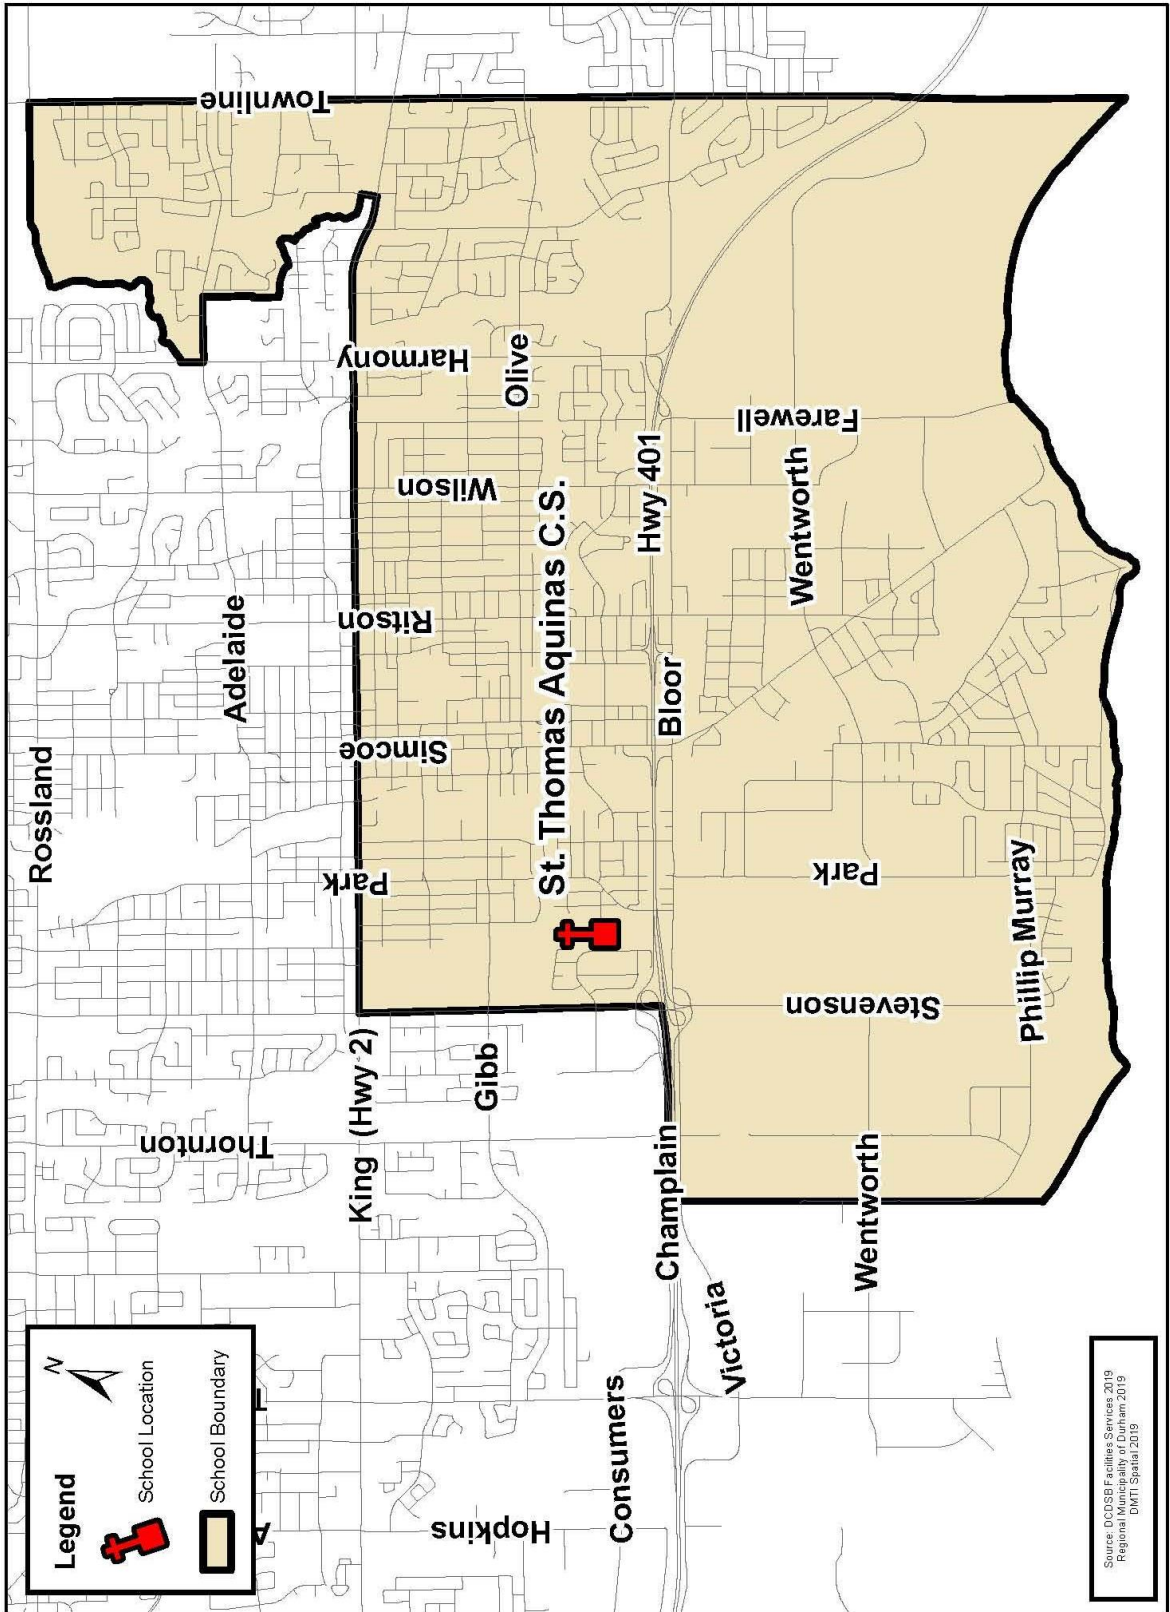 Legend
N
School Location
School Boundary
Rossland
Adelaide
Thornton
Townline
King (Hwy 2)
Park
Simcoe
Ritson
Harmony
Hopkins
Gibb
Wilson
Olive
St. Thomas Aquinas C.S.
Consumers
Champlain
Bloor
Hwy 401
Victoria
Wentworth
Stevenson
Park
Wentworth
Farewell
Phillip Murray
Source: DCDSB Facilities Services 2019
Regional Municipality of Durham 2019
DMTI Spatial 2019